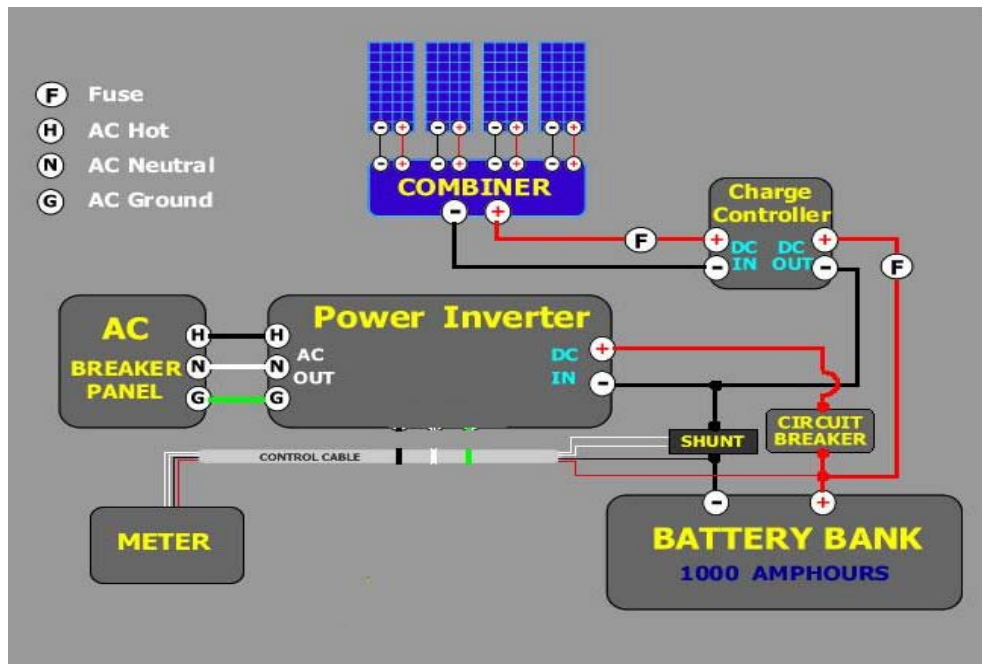 F Fuse
H AC Hot
N AC Neutral
G AC Ground
- + - + - + - +
- + - + - + - +
COMBINER
- +
Charge
Controller
+ DC DC +
- IN OUT -
F
F
AC
BREAKER
PANEL
H H
N N
G G
Power Inverter
AC
OUT
DC +
IN -
SHUNT
CIRCUIT
BREAKER
CONTROL CABLE
METER
- +
BATTERY BANK
1000 AMPHOURS